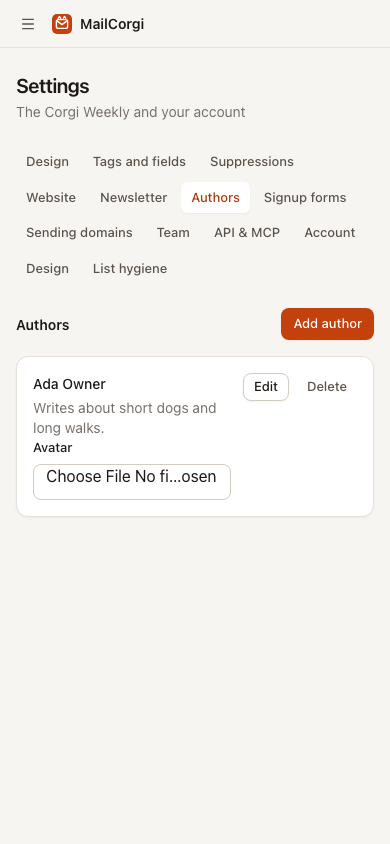 MailCorgi
Settings
The Corgi Weekly and your account
Design Tags and fields Suppressions
Website Newsletter Authors Signup forms
Sending domains Team API & MCP Account
Design List hygiene
Authors Add author
Ada Owner Edit Delete
Writes about short dogs and
long walks.
Avatar
Choose File No fi...osen